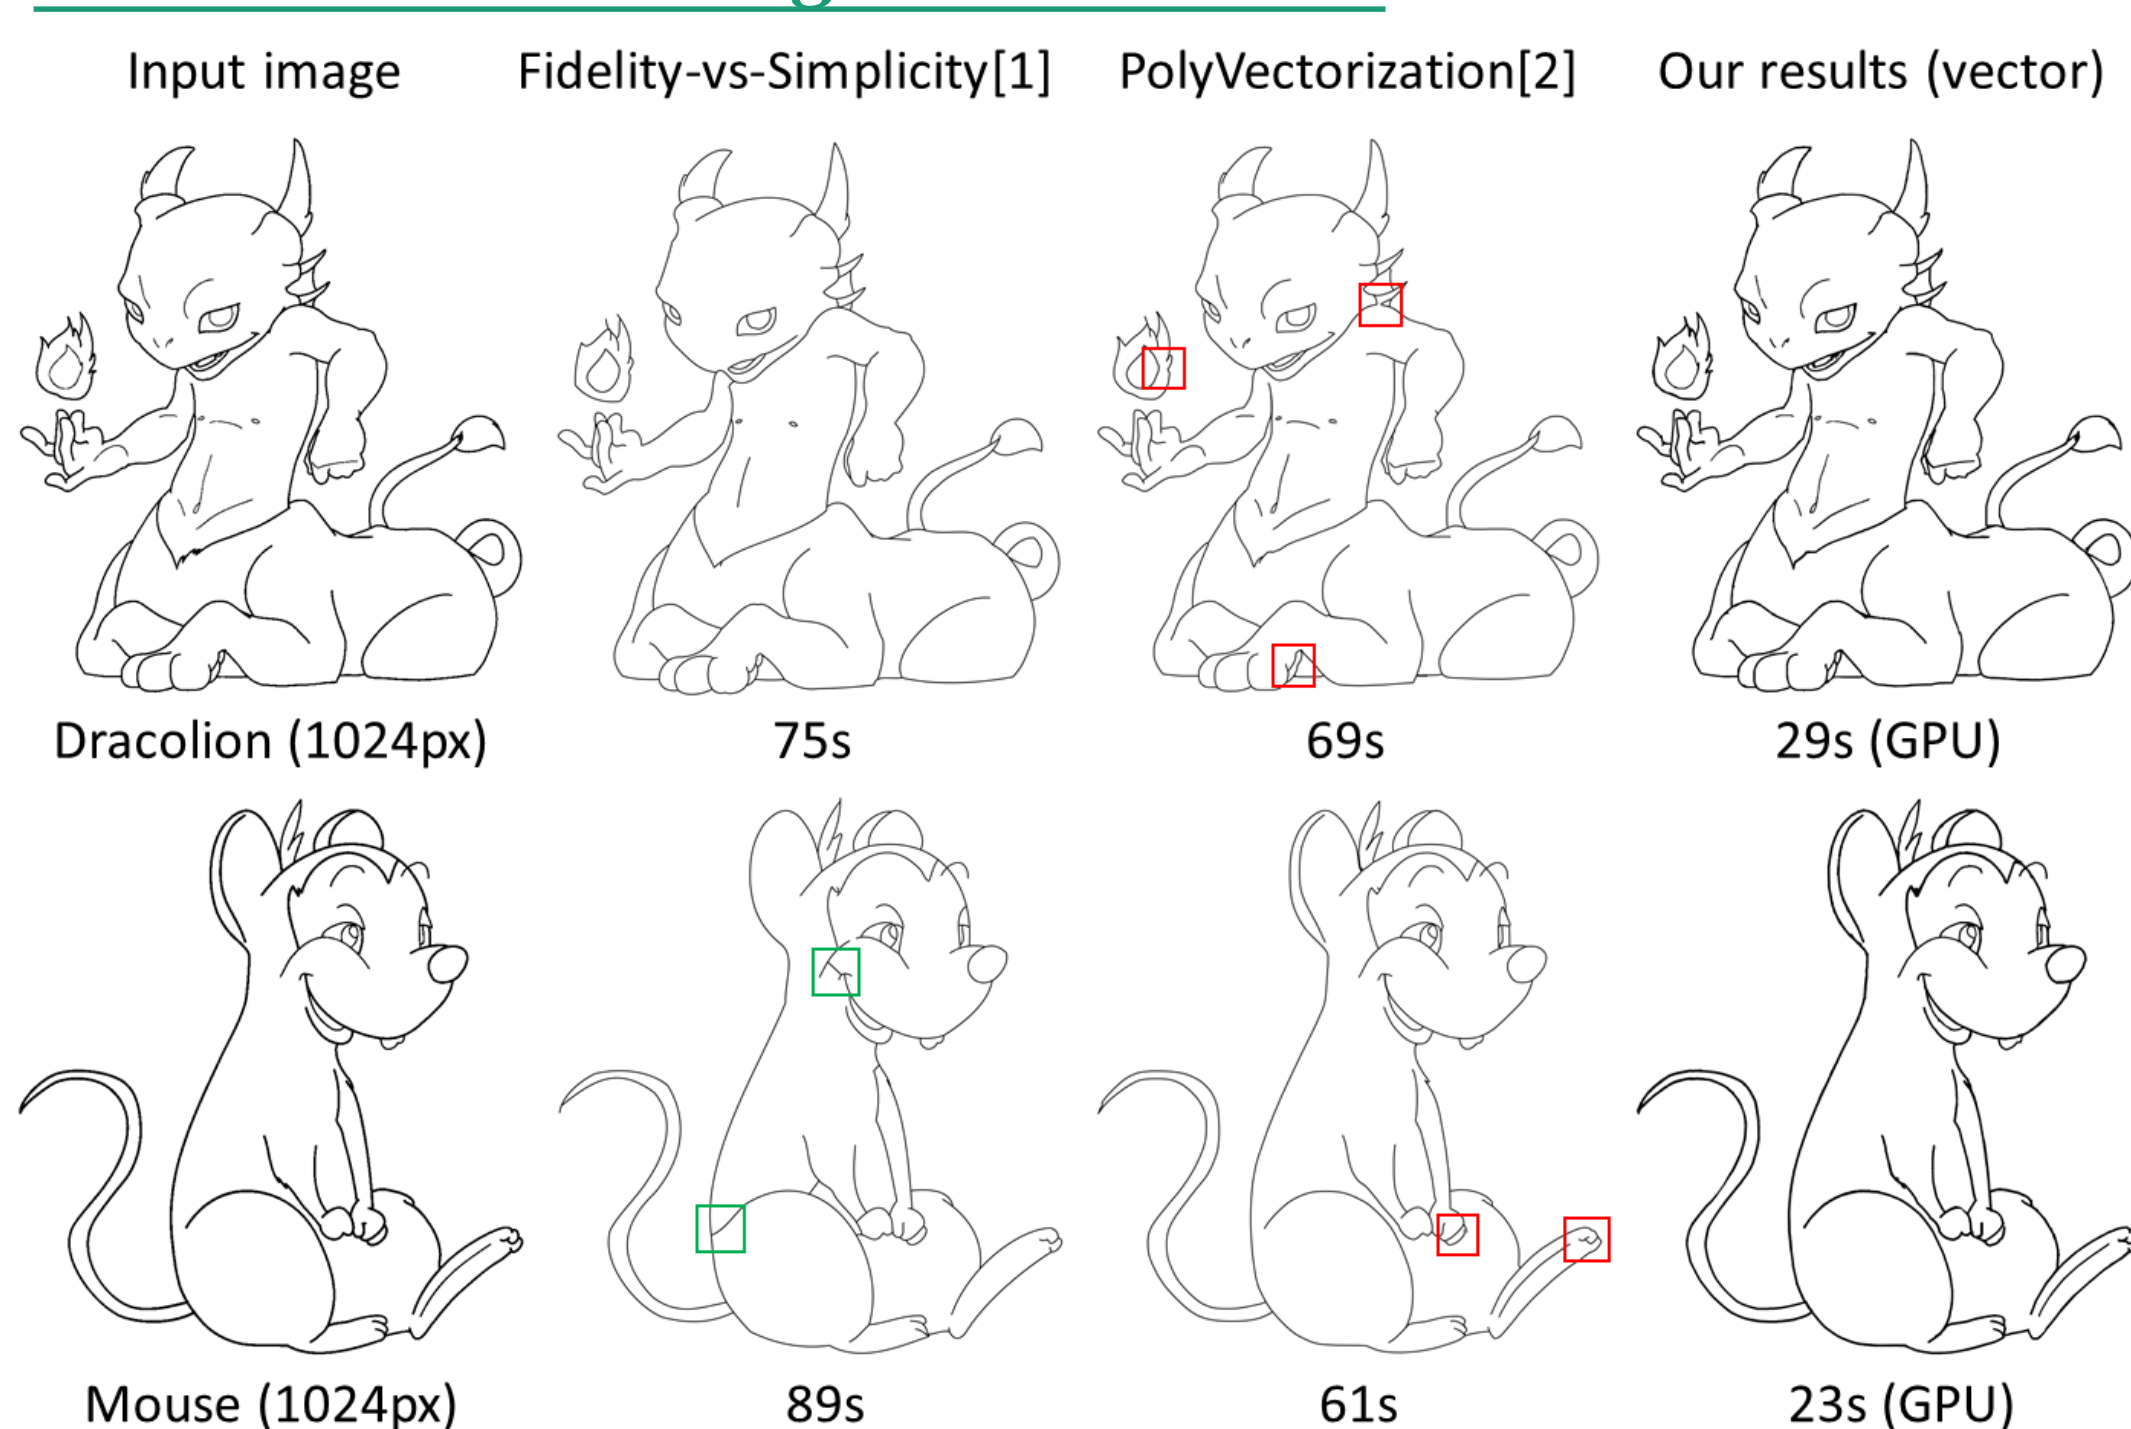 Input image
Fidelity-vs-Simplicity[1]
PolyVectorization[2]
Our results (vector)
Dracolion (1024px)
75s
69s
29s (GPU)
Mouse (1024px)
89s
61s
23s (GPU)